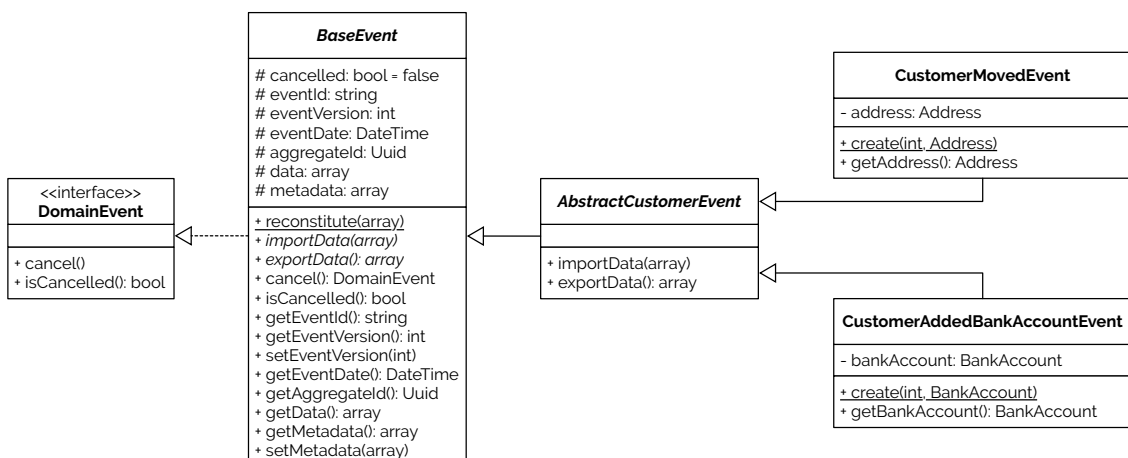 <<interface>>
DomainEvent
+ cancel()
+ isCancelled(): bool
BaseEvent
# cancelled: bool = false
# eventId: string
# eventVersion: int
# eventDate: DateTime
# aggregateId: Uuid
# data: array
# metadata: array
+ reconstitute(array)
+ importData(array)
+ exportData(): array
+ cancel(): DomainEvent
+ isCancelled(): bool
+ getEventId(): string
+ getEventVersion(): int
+ setEventVersion(int)
+ getEventDate(): DateTime
+ getAggregateId(): Uuid
+ getData(): array
+ getMetadata(): array
+ setMetadata(array)
AbstractCustomerEvent
+ importData(array)
+ exportData(): array
CustomerMovedEvent
- address: Address
+ create(int, Address)
+ getAddress(): Address
CustomerAddedBankAccountEvent
- bankAccount: BankAccount
+ create(int, BankAccount)
+ getBankAccount(): BankAccount